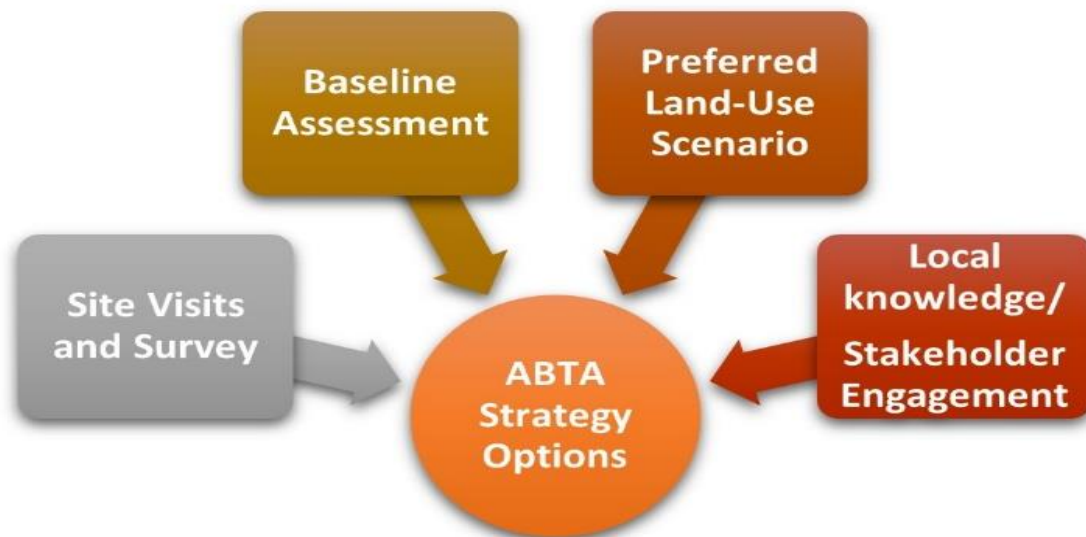 Baseline
Assessment
Preferred
Land-Use
Scenario
Site Visits
and Survey
Local
knowledge/
Stakeholder
Engagement
ABTA
Strategy
Options